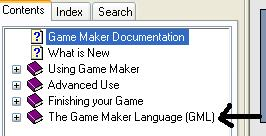 Contents Index Search
Game Maker Documentation
What is New
Using Game Maker
Advanced Use
Finishing your Game
The Game Maker Language (GML)